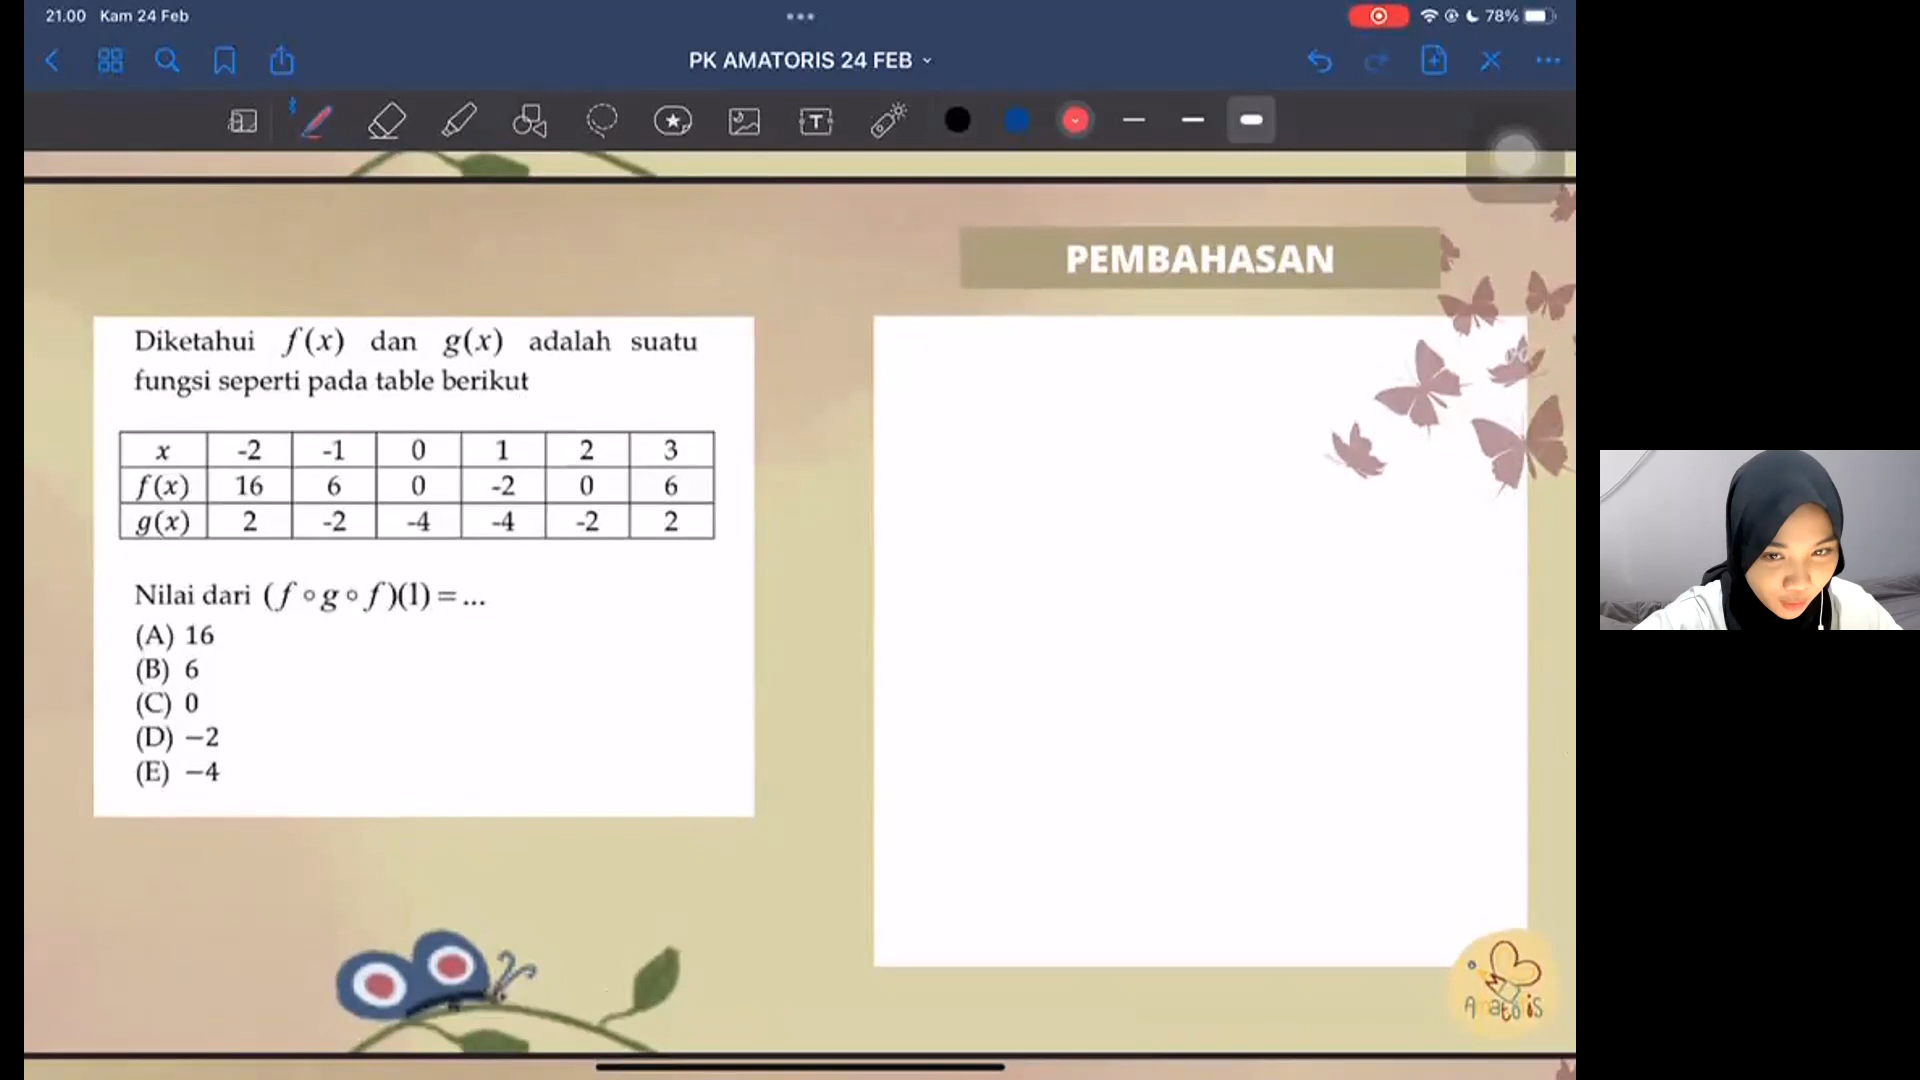 21.00 Kam 24 Feb
78%
PK AMATORIS 24 FEB
PEMBAHASAN
Diketahui f(x) dan g(x) adalah suatu
fungsi seperti pada table berikut
x -2 -1 0 1 2 3
f(x) 16 6 0 -2 0 6
g(x) 2 -2 -4 -4 -2 2
Nilai dari (f∘g∘f)(1)=...
(A) 16
(B) 6
(C) 0
(D) −2
(E) −4
Amatoris